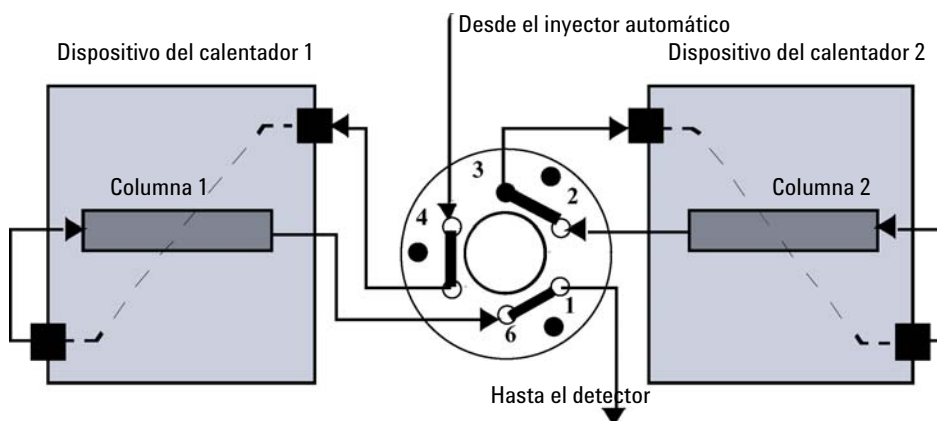 Desde el inyector automático
Dispositivo del calentador 1
Dispositivo del calentador 2
3
2
Columna 1
4
Columna 2
1
6
Hasta el detector